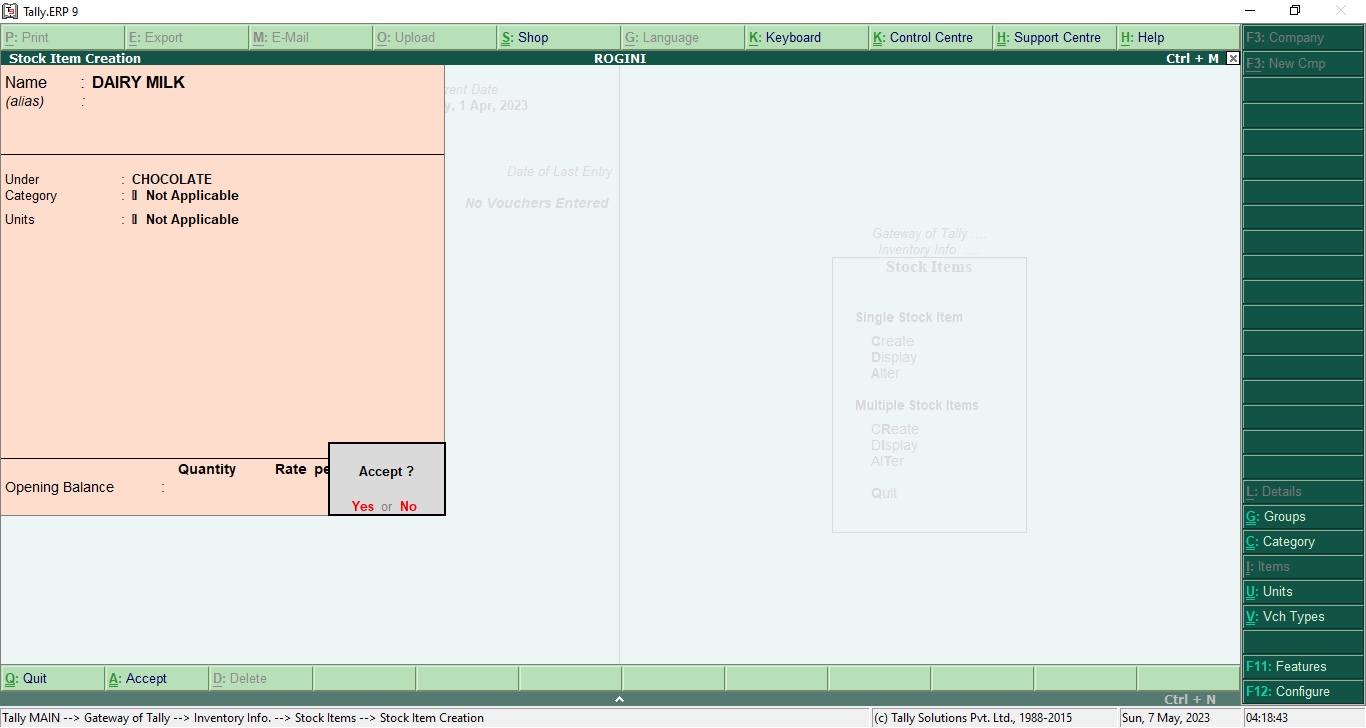 Tally.ERP 9
P: Print E: Export M: E-Mail O: Upload S: Shop G: Language K: Keyboard K: Control Centre H: Support Centre H: Help F3: Company
Stock Item Creation ROGINI Ctrl + M F3: New Cmp
Name : DAIRY MILK
(alias) :
rent Date
y, 1 Apr, 2023
Under : CHOCOLATE
Category : Not Applicable
Units : Not Applicable
Date of Last Entry
No Vouchers Entered
Gateway of Tally ....
Inventory Info. ....
Stock Items
Single Stock Item
Create
Display
Alter
Multiple Stock Items
CReate
DIsplay
AlTer
Quit
Quantity Rate pe
Opening Balance :
Accept ?
Yes or No
L: Details
G: Groups
C: Category
I: Items
U: Units
V: Vch Types
F11: Features
F12: Configure
Q: Quit A: Accept D: Delete
Ctrl + N
Tally MAIN --> Gateway of Tally --> Inventory Info. --> Stock Items --> Stock Item Creation (c) Tally Solutions Pvt. Ltd., 1988-2015 Sun, 7 May, 2023 04:18:43